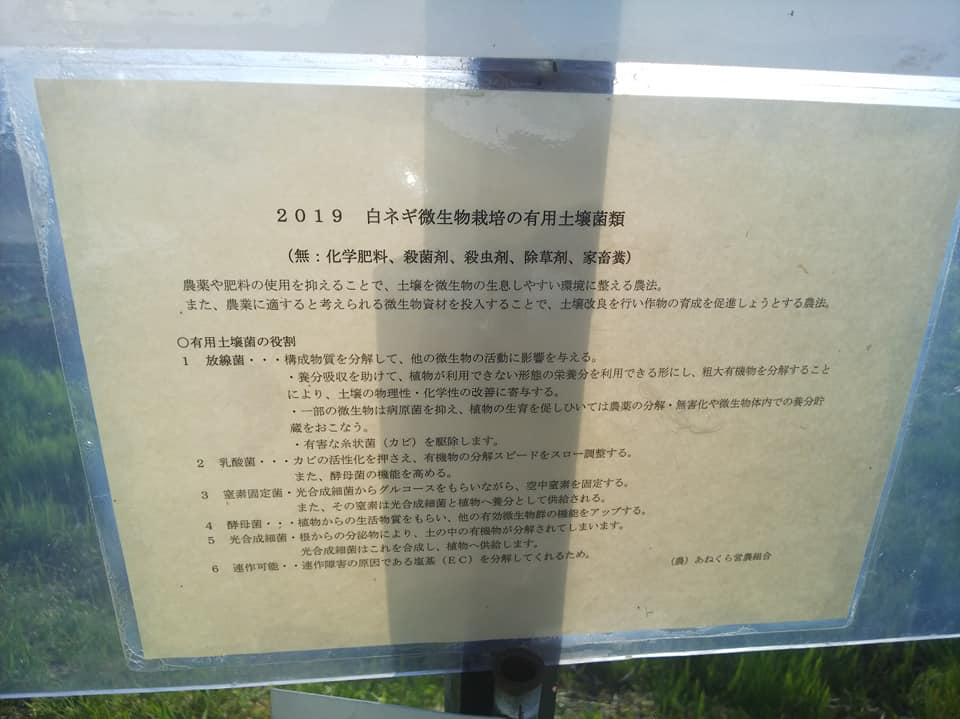 2019 白ネギ微生物栽培の有用土壌菌類
（無：化学肥料、殺菌剤、殺虫剤、除草剤、家畜糞）
農薬や肥料の使用を抑えることで、土壌を微生物の生息しやすい環境に整える農法。
また、農業に適すると考えられる微生物資材を投入することで、土壌改良を行い作物の育成を促進しようとする農法。
○有用土壌菌の役割
1 放線菌・・・構成物質を分解して、他の微生物の活動に影響を与える。
・養分吸収を助けて、植物が利用できない形態の栄養分を利用できる形にし、粗大有機物を分解すること
により、土壌の物理性・化学性の改善に寄与する。
・一部の微生物は病原菌を抑え、植物の生育を促しひいては農薬の分解・無害化や微生物体内での養分貯
蔵をおこなう。
・有害な糸状菌（カビ）を駆除します。
2 乳酸菌・・・カビの活性化を押さえ、有機物の分解スピードをスロー調整する。
また、酵母菌の機能を高める。
3 窒素固定菌・光合成細菌からグルコースをもらいながら、空中窒素を固定する。
また、その窒素は光合成細菌と植物へ養分として供給される。
4 酵母菌・・・植物からの生活物質をもらい、他の有効微生物群の機能をアップする。
5 光合成細菌・根からの分泌物により、土の中の有機物が分解されてしまいます。
光合成細菌はこれを合成し、植物へ供給します。
6 連作可能・・連作障害の原因である塩基（EC）を分解してくれるため。
（農）あねくら営農組合